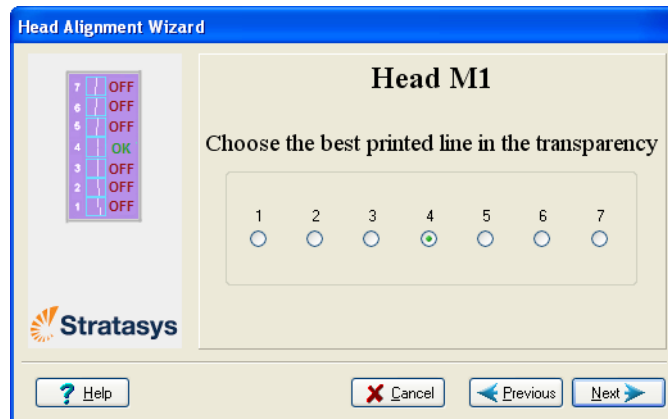 Head Alignment Wizard
7 OFF
6 OFF
5 OFF
4 OK
3 OFF
2 OFF
1 OFF
Stratasys
Head M1
Choose the best printed line in the transparency
1 2 3 4 5 6 7
? Help
Cancel
Previous
Next